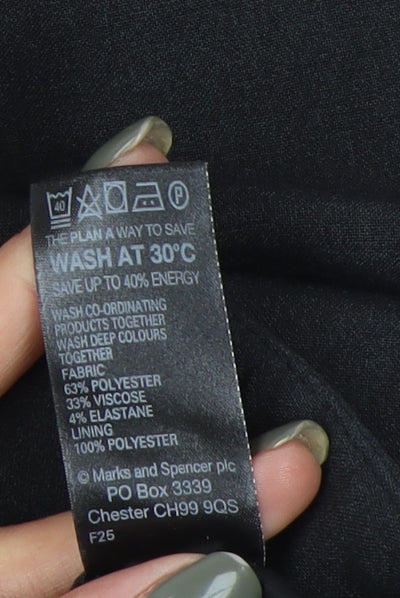 40 P
THE PLAN A WAY TO SAVE
WASH AT 30°C
SAVE UP TO 40% ENERGY
WASH CO-ORDINATING
PRODUCTS TOGETHER
WASH DEEP COLOURS
TOGETHER
FABRIC
63% POLYESTER
33% VISCOSE
4% ELASTANE
LINING
100% POLYESTER
© Marks and Spencer plc
PO Box 3339
Chester CH99 9QS
F25